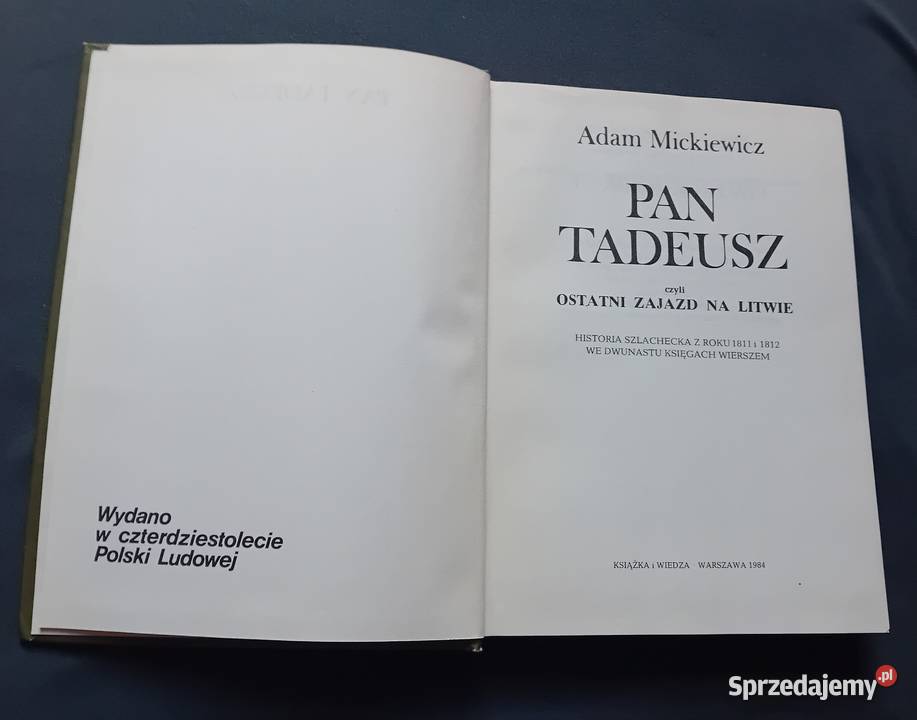 Wydano
w czterdziestolecie
Polski Ludowej
Adam Mickiewicz
PAN
TADEUSZ
czyli
OSTATNI ZAJAZD NA LITWIE
HISTORIA SZLACHECKA Z ROKU 1811 i 1812
WE DWUNASTU KSIĘGACH WIERSZEM
KSIĄŻKA i WIEDZA WARSZAWA 1984
Sprzedajemy.pl